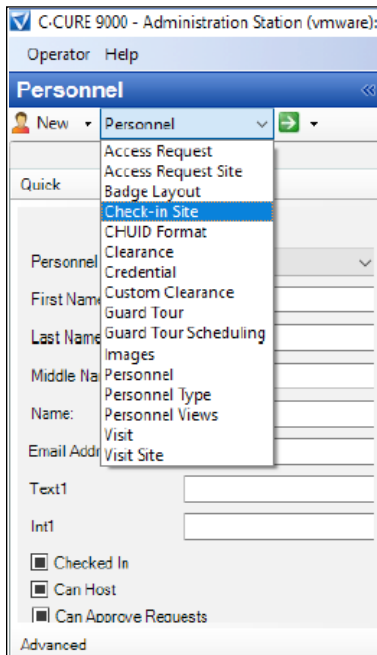 C•CURE 9000 - Administration Station (vmware):
Operator Help
Personnel «
New Personnel
Access Request
Access Request Site
Badge Layout
Check-in Site
CHUID Format
Clearance
Credential
Custom Clearance
Guard Tour
Guard Tour Scheduling
Images
Personnel
Personnel Type
Personnel Views
Visit
Visit Site
Quick
Personnel
First Name
Last Name
Middle Na
Name:
Email Addr
Text1
Int1
Checked In
Can Host
Can Approve Requests
Advanced